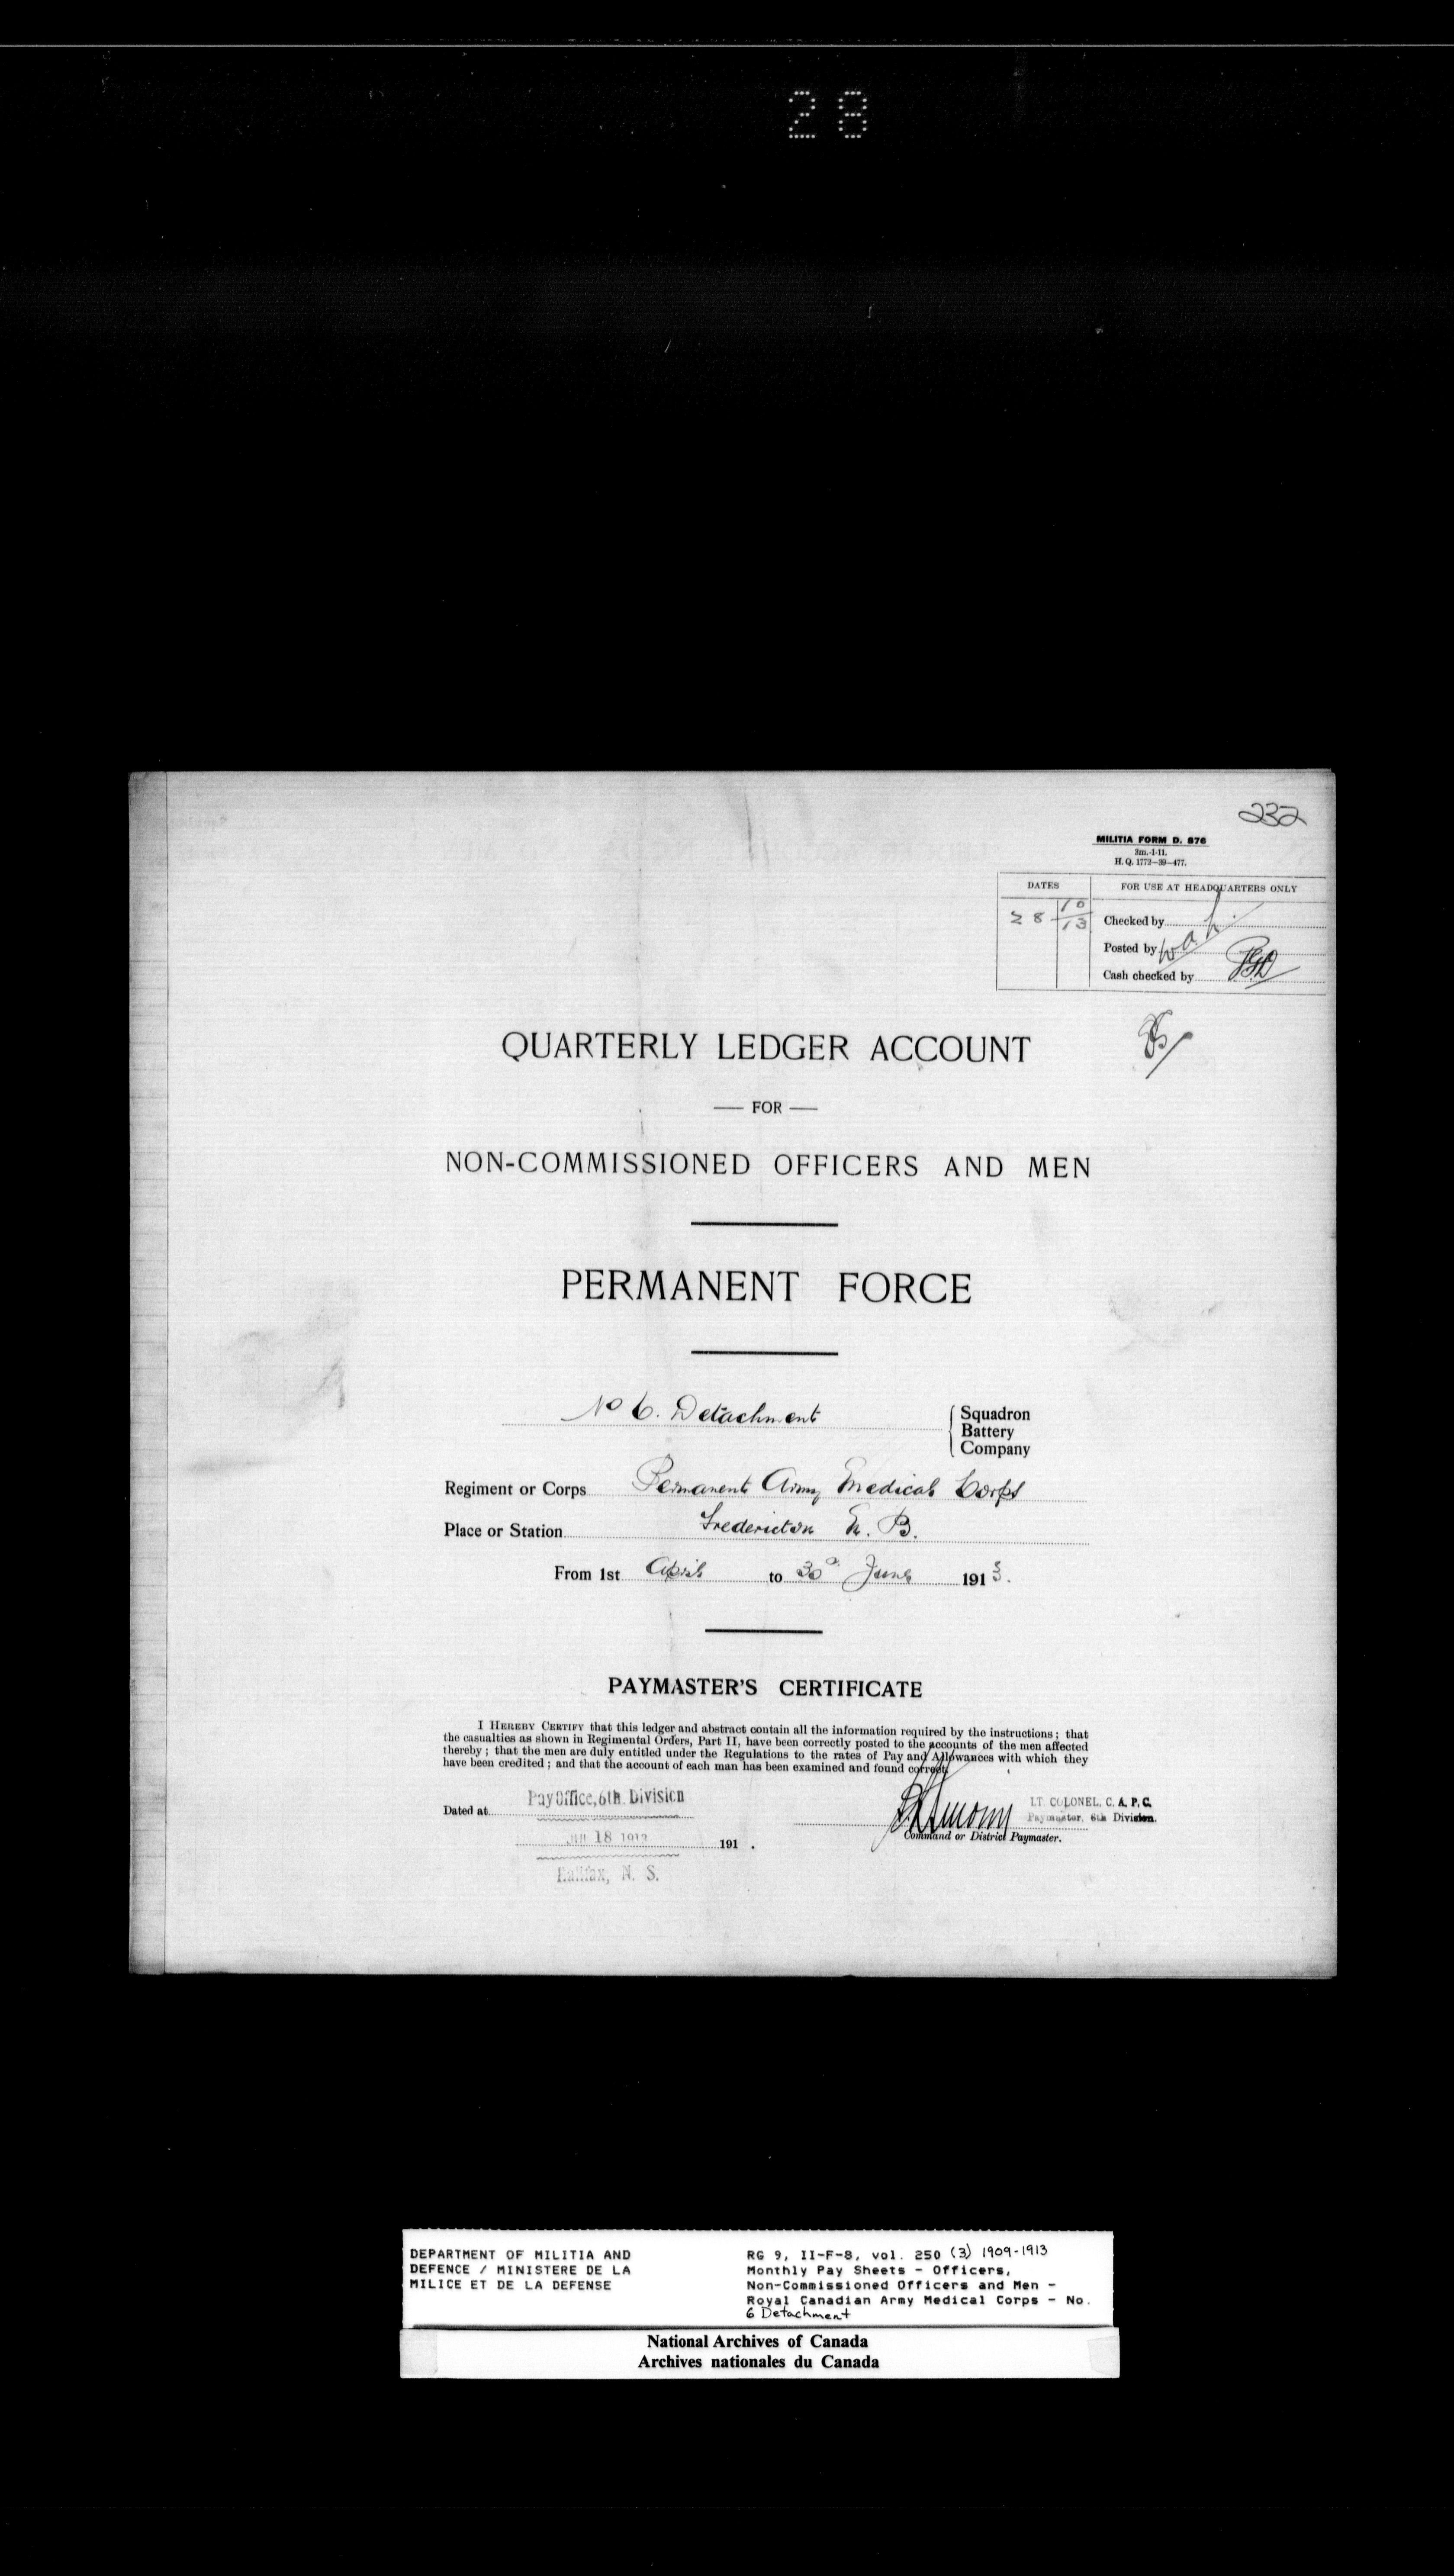 28
232
MILITIA FORM D. 876
3m.-1-11.
H. Q. 1772-39-477.
DATES
FOR USE AT HEADQUARTERS ONLY
28 10/13
Checked by
Posted by
Cash checked by
QUARTERLY LEDGER ACCOUNT
— FOR —
NON-COMMISSIONED OFFICERS AND MEN
PERMANENT FORCE
No 6. Detachment
Squadron
Battery
Company
Regiment or Corps Permanent Army Medical Corps
Place or Station Fredericton N. B.
From 1st April to 30 June 1913.
PAYMASTER'S CERTIFICATE
I HEREBY CERTIFY that this ledger and abstract contain all the information required by the instructions; that
the casualties as shown in Regimental Orders, Part II, have been correctly posted to the accounts of the men affected
thereby; that the men are duly entitled under the Regulations to the rates of Pay and Allowances with which they
have been credited; and that the account of each man has been examined and found correct.
Dated at Pay Office, 6th. Division
LT. COLONEL, C. A. P. C.
Paymaster, 6th Division.
Command or District Paymaster.
18 191 .
Halifax, N. S.
DEPARTMENT OF MILITIA AND
DEFENCE / MINISTERE DE LA
MILICE ET DE LA DEFENSE
RG 9, II-F-8, vol. 250 (3) 1909-1913
Monthly Pay Sheets - Officers,
Non-Commissioned Officers and Men -
Royal Canadian Army Medical Corps - No.
6 Detachment
National Archives of Canada
Archives nationales du Canada